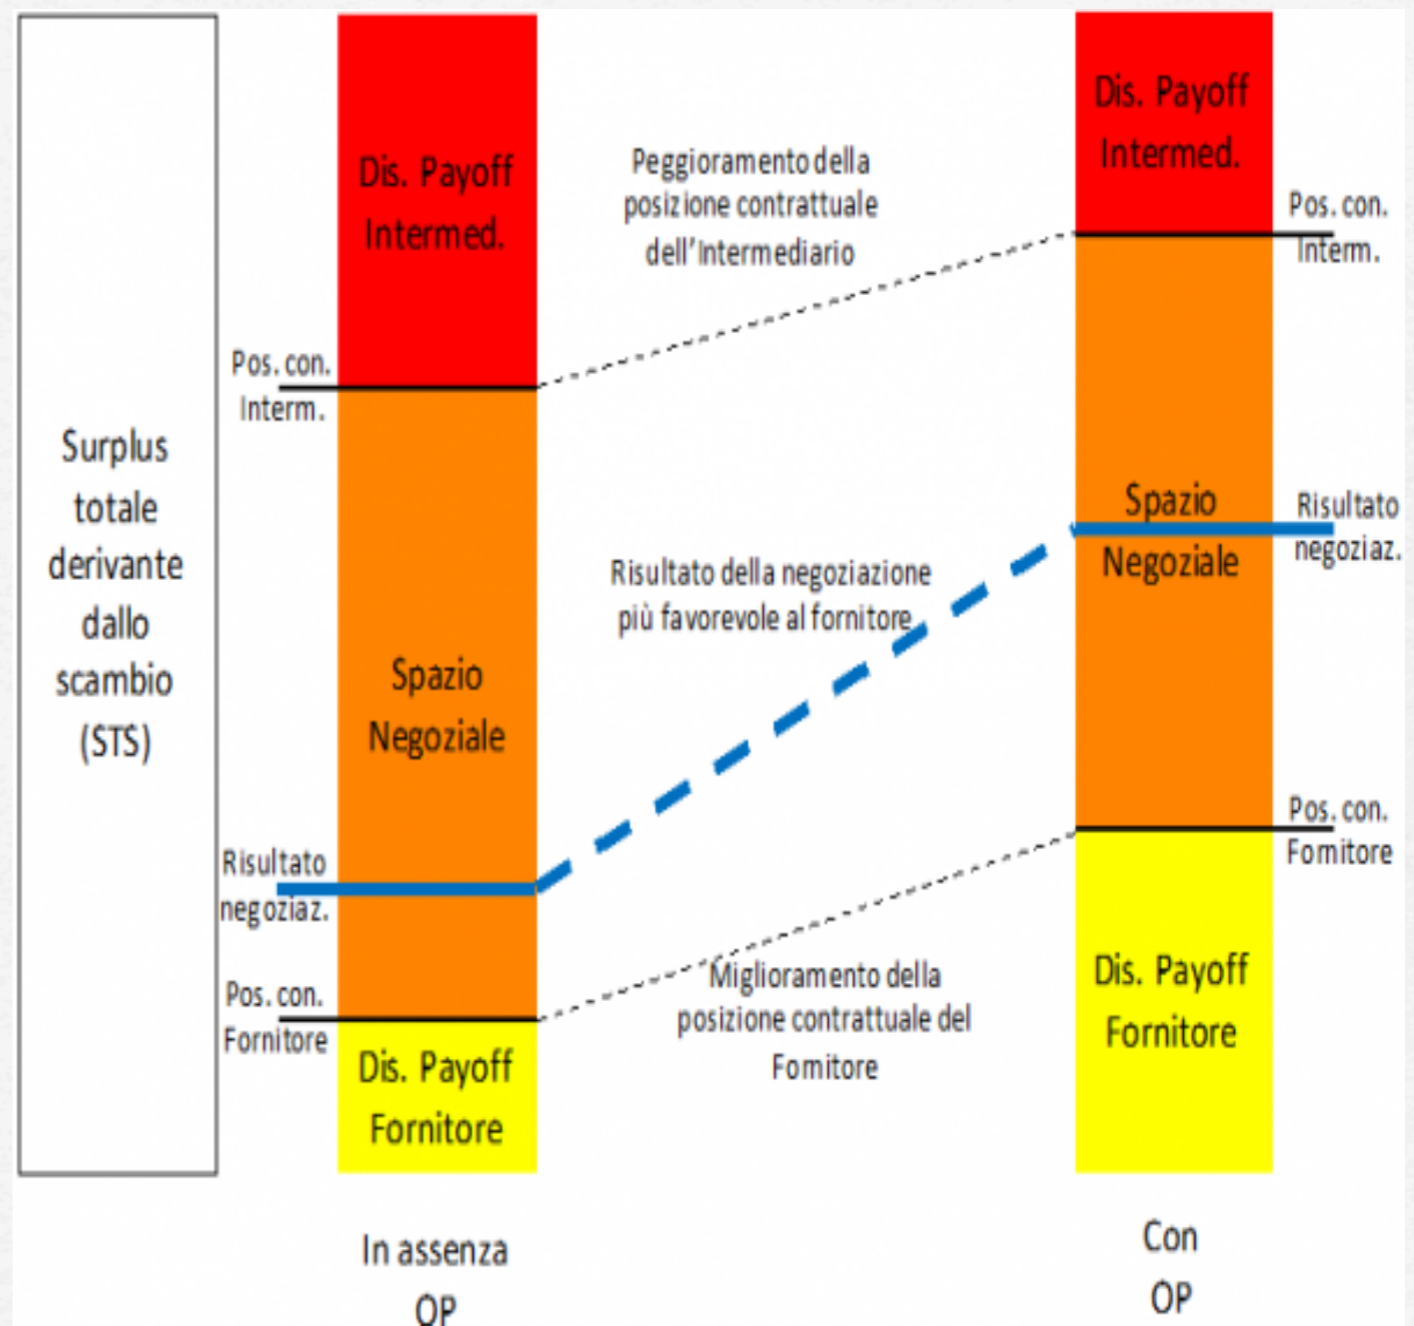 Surplus
totale
derivante
dallo
scambio
(STS)
Dis. Payoff
Intermed.
Pos. con.
Interm.
Spazio
Negoziale
Risultato
negoziaz.
Pos. con.
Fornitore
Dis. Payoff
Fornitore
In assenza
OP
Peggioramento della
posizione contrattuale
dell'Intermediario
Risultato della negoziazione
più favorevole al fornitore
Miglioramento della
posizione contrattuale del
Fornitore
Dis. Payoff
Intermed.
Pos. con.
Interm.
Spazio
Negoziale
Risultato
negoziaz.
Pos. con.
Fornitore
Dis. Payoff
Fornitore
Con
OP